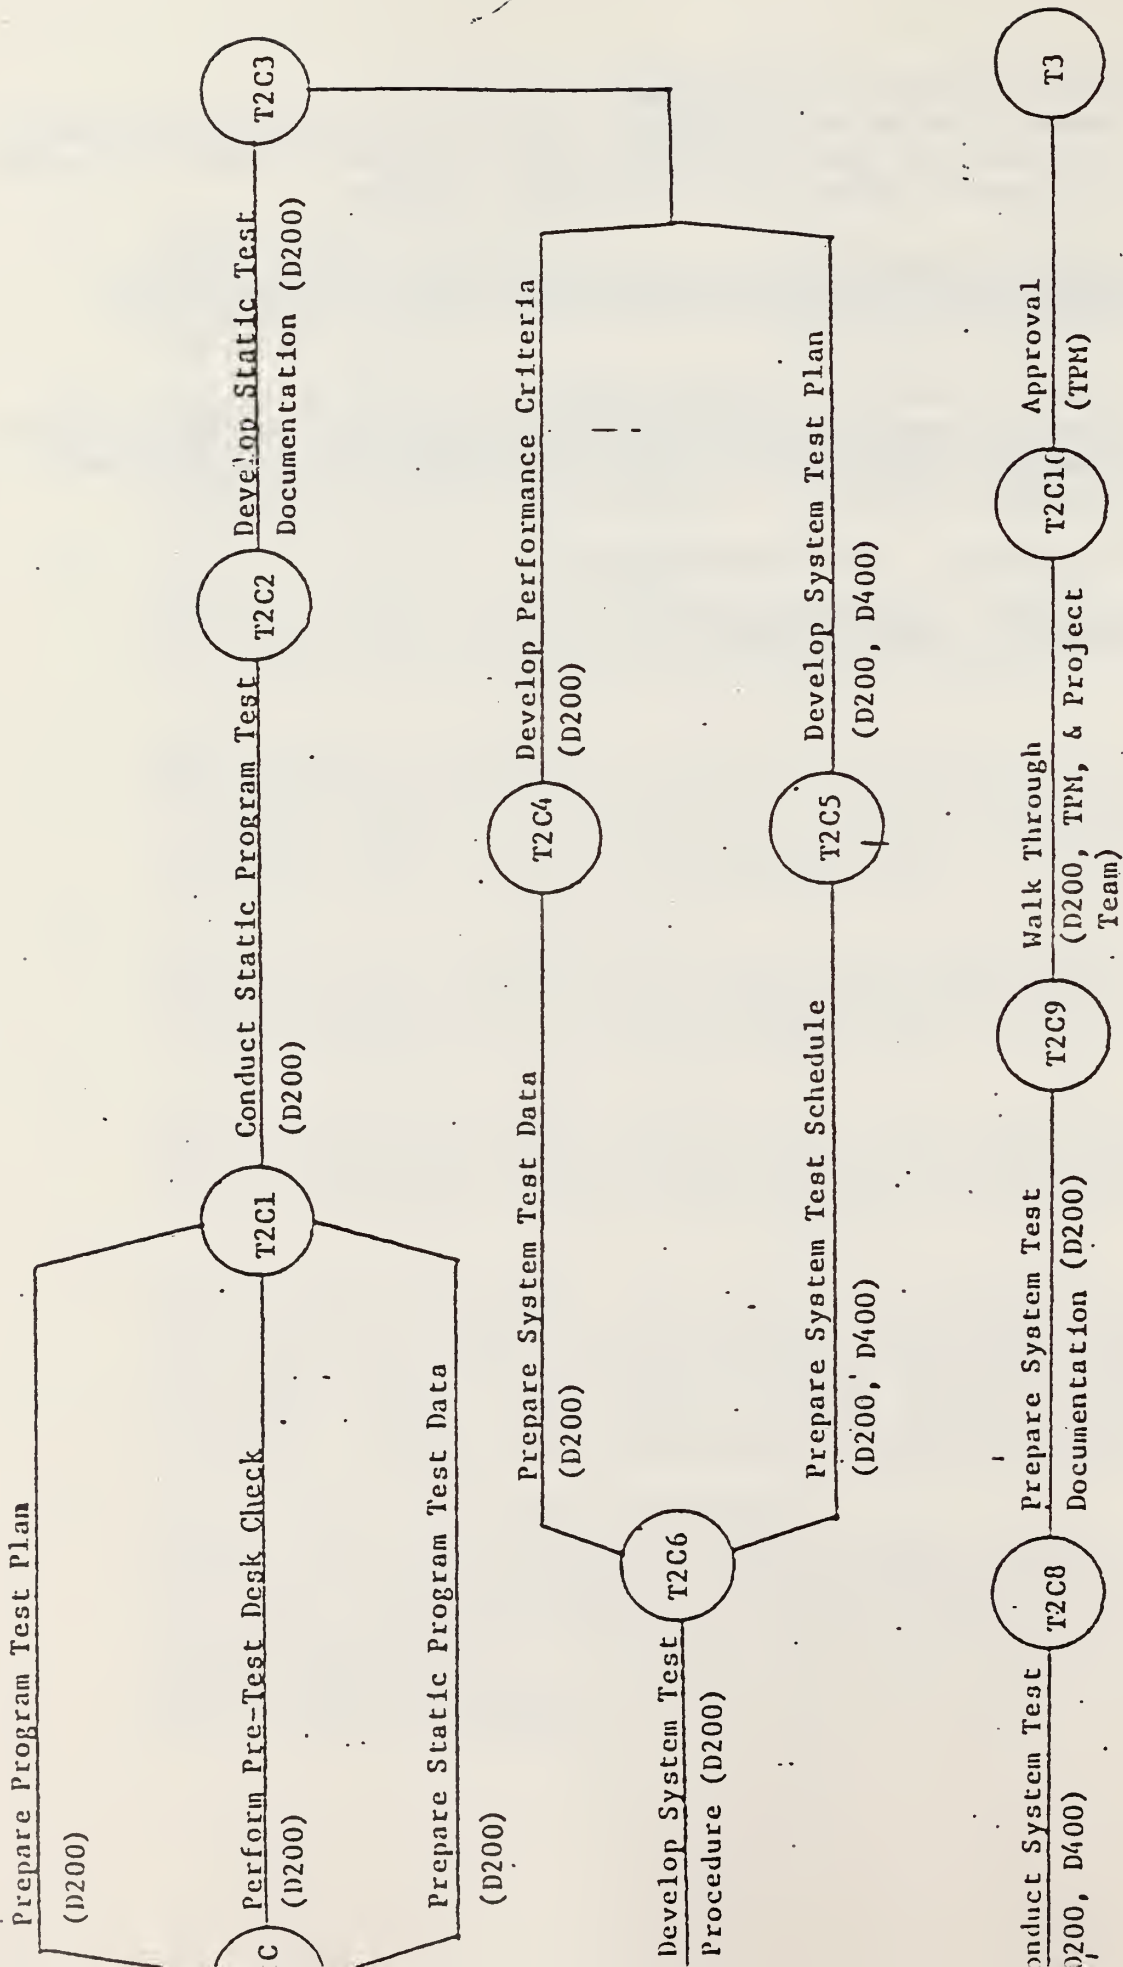 Prepare Program Test Plan
(D200)
C
Perform Pre-Test Desk Check
(D200)
Prepare Static Program Test Data
(D200)
T2C1
Conduct Static Program Test
(D200)
T2C2
Develop Static Test
Documentation (D200)
T2C3
Develop Performance Criteria
(D200)
T2C4
Prepare System Test Data
(D200)
Develop System Test Plan
(D200, D400)
T2C5
Prepare System Test Schedule
(D200, D400)
T2C6
Develop System Test
Procedure (D200)
onduct System Test
D200, D400)
T2C8
Prepare System Test
Documentation (D200)
T2C9
Walk Through
(D200, TPM, & Project
Team)
T2C10
Approval
(TPM)
T3